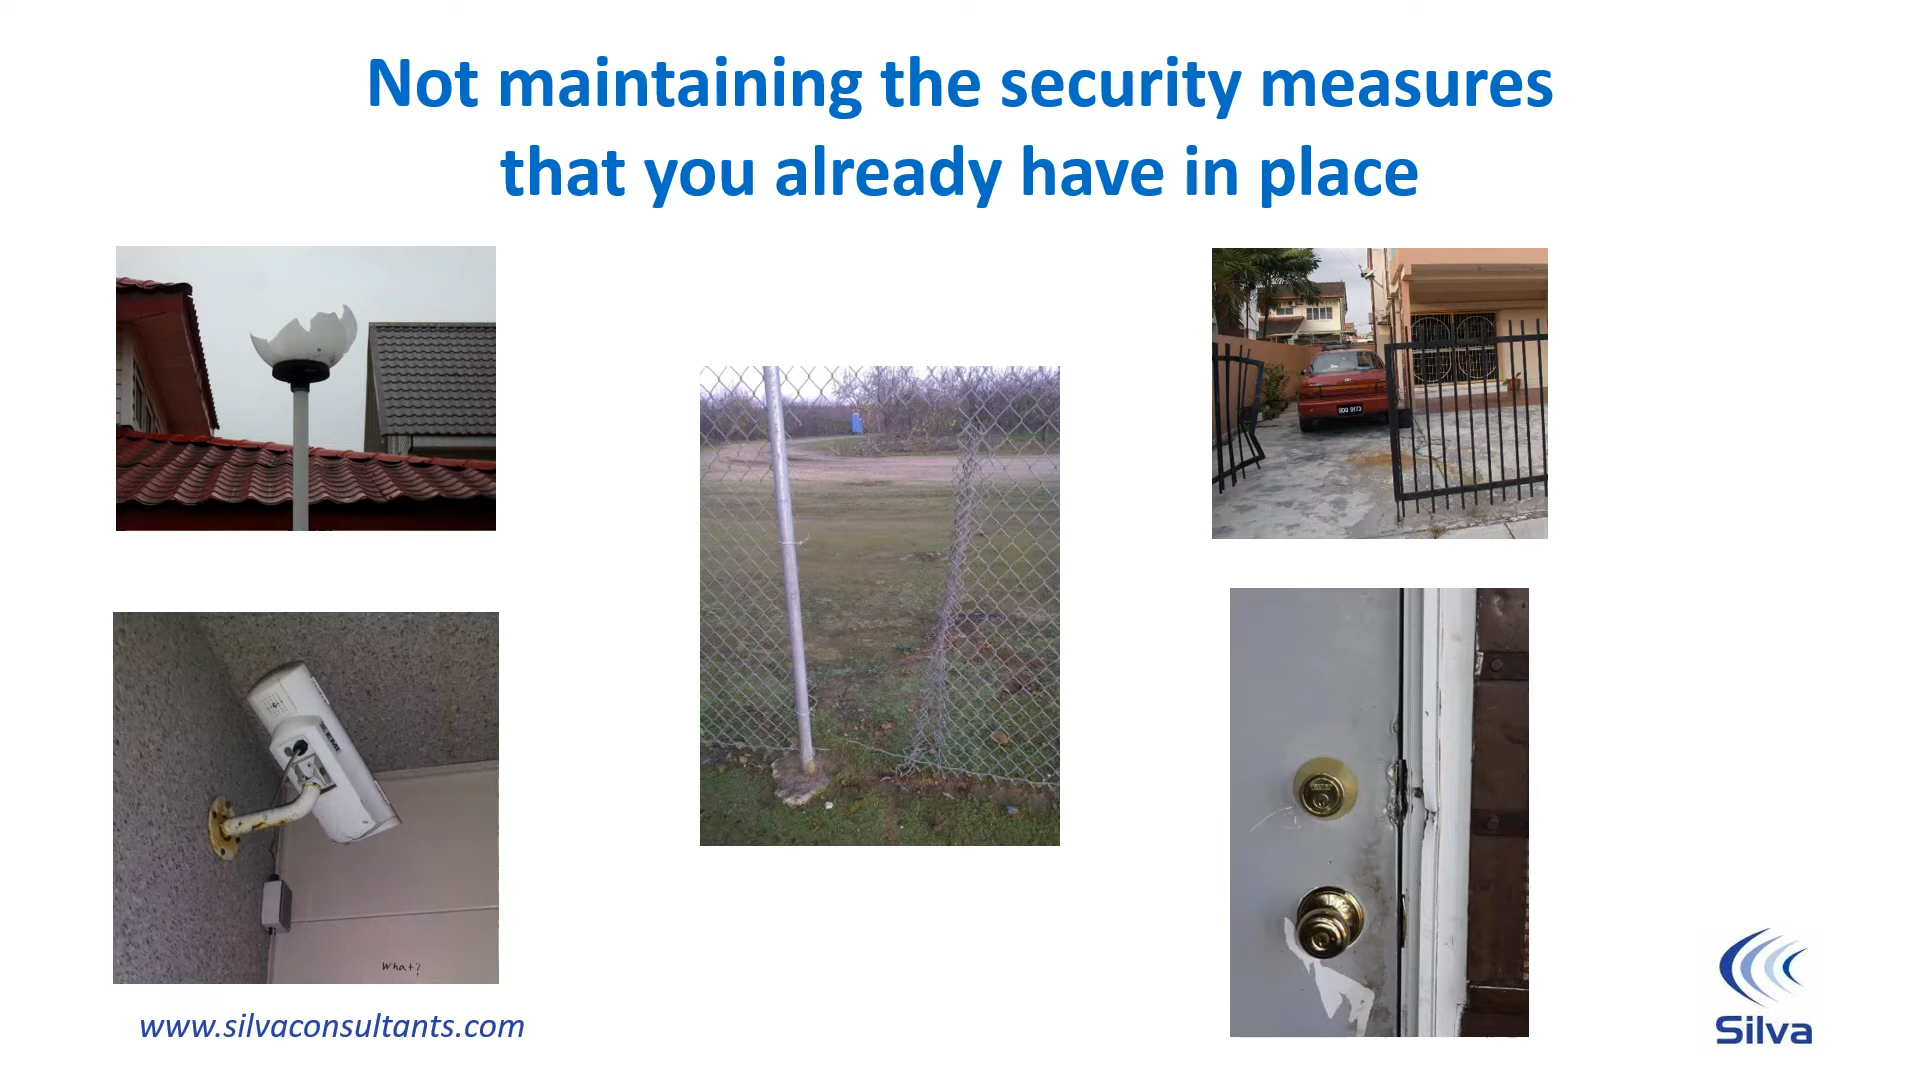 Not maintaining the security measures
that you already have in place
What?
www.silvaconsultants.com
Silva